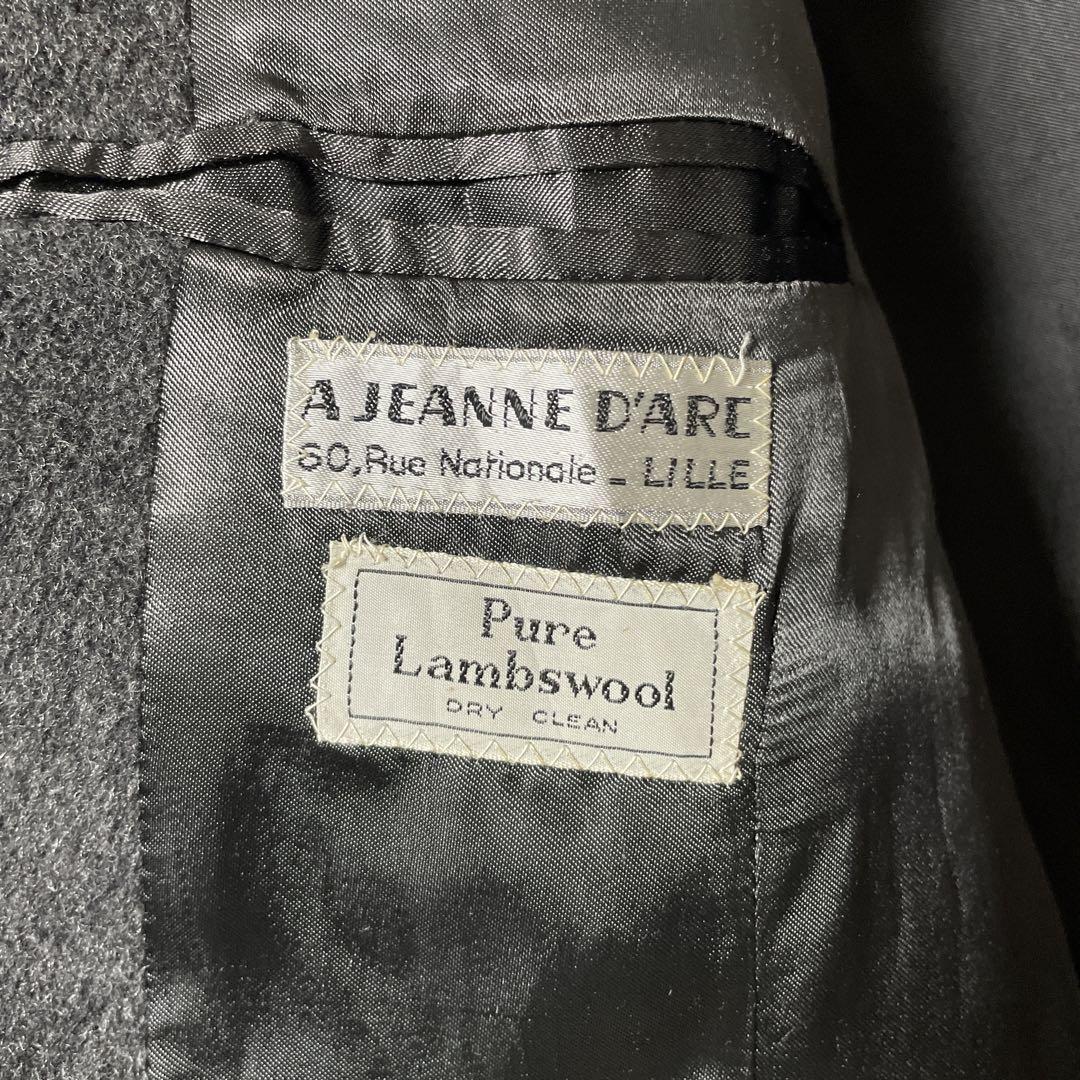 A JEANNE D'ARC
60, Rue Nationale _ LILLE
Pure
Lambswool
DRY CLEAN